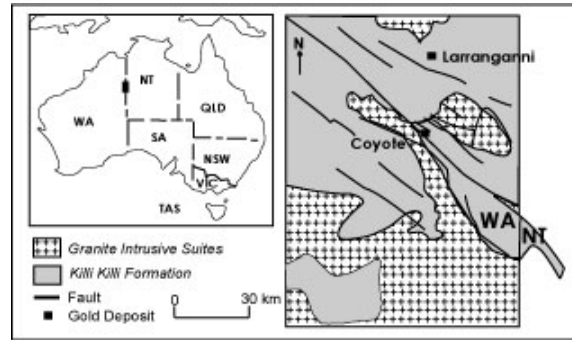 NT
WA
QLD
SA
NSW
VIC
TAS
Granite Intrusive Suites
Killi Killi Formation
Fault
0 30 km
Gold Deposit
N
Larranganni
Coyote
WA
NT